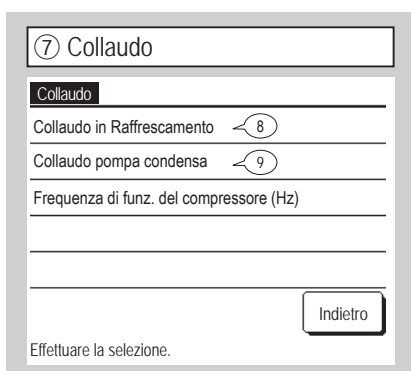 ⑦ Collaudo
Collaudo
Collaudo in Raffrescamento 8
Collaudo pompa condensa 9
Frequenza di funz. del compressore (Hz)
Indietro
Effettuare la selezione.